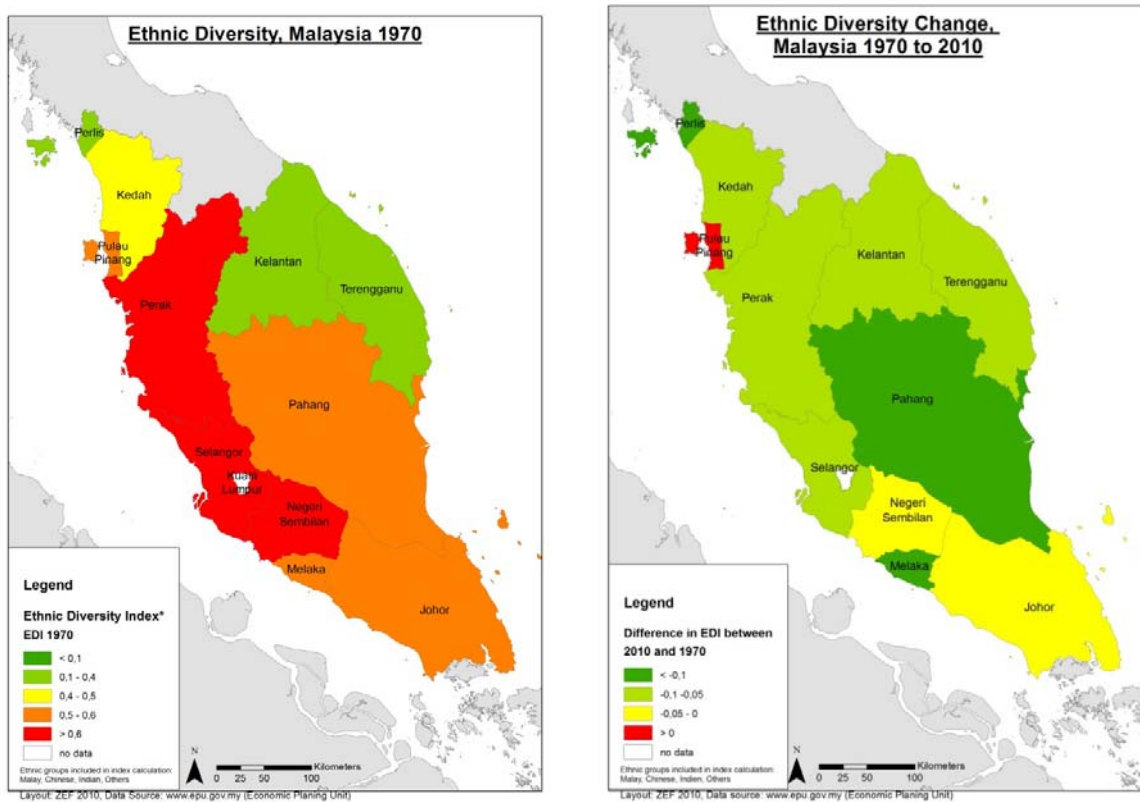 Ethnic Diversity, Malaysia 1970
Perlis
Kedah
Pulau
Pinang
Perak
Kelantan
Terengganu
Pahang
Selangor
Kuala
Lumpur
Negeri
Sembilan
Melaka
Johor
Legend
Ethnic Diversity Index*
EDI 1970
< 0,1
0,1 - 0,4
0,4 - 0,5
0,5 - 0,6
> 0,6
no data
Ethnic groups included in index calculation:
Malay, Chinese, Indian, Others
N
Kilometers
0 25 50 100
Layout: ZEF 2010, Data Source: www.epu.gov.my (Economic Planing Unit)
Ethnic Diversity Change,
Malaysia 1970 to 2010
Perlis
Kedah
Pulau
Pinang
Perak
Kelantan
Terengganu
Pahang
Selangor
Negeri
Sembilan
Melaka
Johor
Legend
Difference in EDI between
2010 and 1970
< -0,1
-0,1 -0,05
-0,05 - 0
> 0
no data
Ethnic groups included in index calculation:
Malay, Chinese, Indien, Others
N
Kilometers
0 25 50 100
Layout: ZEF 2010, Data Source: www.epu.gov.my (Economic Planing Unit)